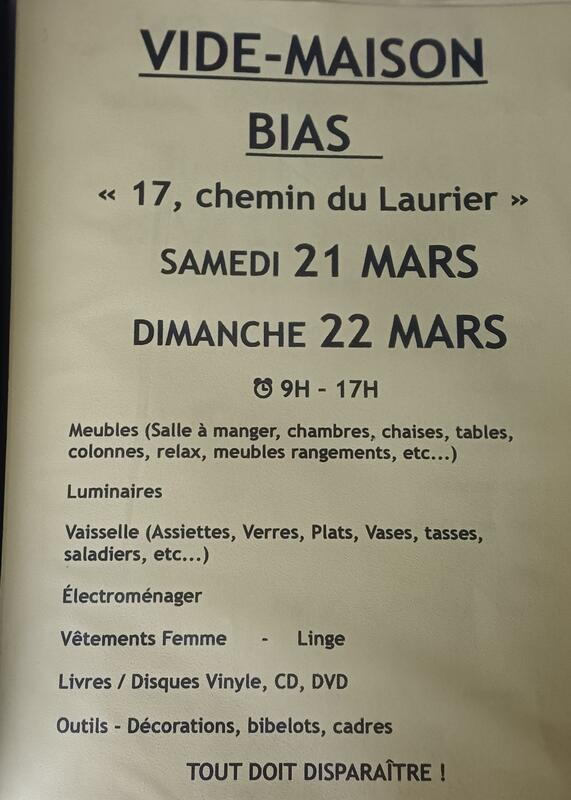 VIDE-MAISON
BIAS
« 17, chemin du Laurier »
SAMEDI 21 MARS
DIMANCHE 22 MARS
⏰ 9H - 17H
Meubles (Salle à manger, chambres, chaises, tables,
colonnes, relax, meubles rangements, etc...)
Luminaires
Vaisselle (Assiettes, Verres, Plats, Vases, tasses,
saladiers, etc...)
Électroménager
Vêtements Femme - Linge
Livres / Disques Vinyle, CD, DVD
Outils - Décorations, bibelots, cadres
TOUT DOIT DISPARAÎTRE !